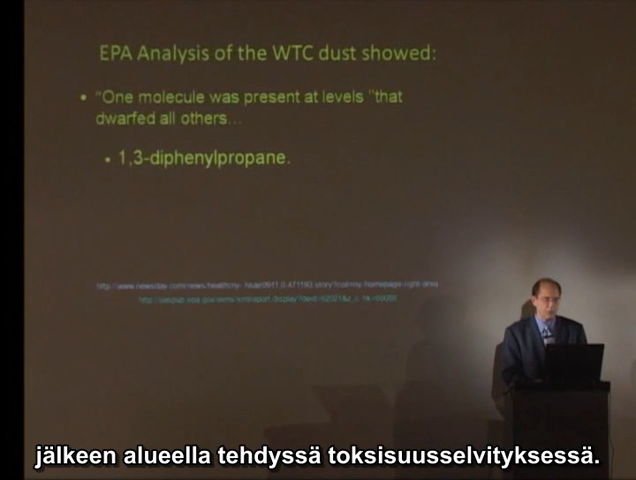 EPA Analysis of the WTC dust showed:
• "One molecule was present at levels "that
dwarfed all others...
• 1,3-diphenylpropane.
jälkeen alueella tehdyssä toksisuusselvityksessä.